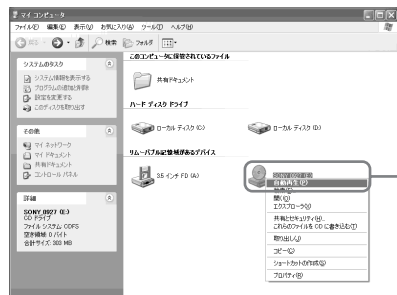 マイ コンピュータ
ファイル(F) 編集(E) 表示(V) お気に入り(A) ツール(T) ヘルプ(H)
戻る 検索 フォルダ
システムのタスク
システム情報を表示する
プログラムの追加と削除
設定を変更する
このディスクを取り出す
その他
マイ ネットワーク
マイ ドキュメント
共有ドキュメント
コントロール パネル
詳細
SONY_0927 (E:)
CD ドライブ
ファイル システム: CDFS
空き領域: 0 バイト
合計サイズ: 303 MB
このコンピュータに保管されているファイル
共有ドキュメント
ハード ディスク ドライブ
ローカル ディスク (C:)
ローカル ディスク (D:)
リムーバブル記憶域があるデバイス
3.5 インチ FD (A:)
SONY_0927 (E:)
自動再生(P)
検索(E)...
開く(O)
エクスプローラ(X)
共有とセキュリティ(H)...
これらのファイルを CD に書き込む(T)
取り出し(J)
コピー(C)
ショートカットの作成(S)
プロパティ(R)